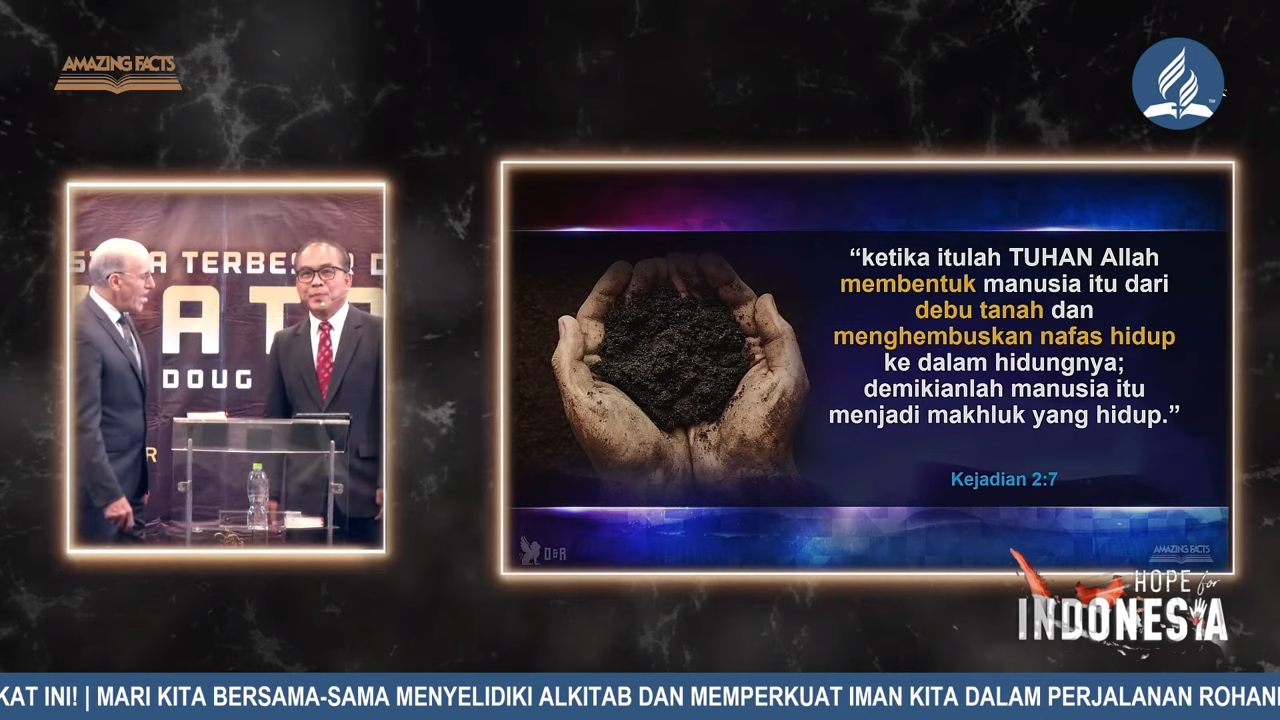 AMAZING FACTS
TERBESAR D
DOUG
“ketika itulah TUHAN Allah
membentuk manusia itu dari
debu tanah dan
menghembuskan nafas hidup
ke dalam hidungnya;
demikianlah manusia itu
menjadi makhluk yang hidup.”
Kejadian 2:7
D&R
AMAZING FACTS
HOPE for
INDONESIA
KAT INI! | MARI KITA BERSAMA-SAMA MENYELIDIKI ALKITAB DAN MEMPERKUAT IMAN KITA DALAM PERJALANAN ROHANI